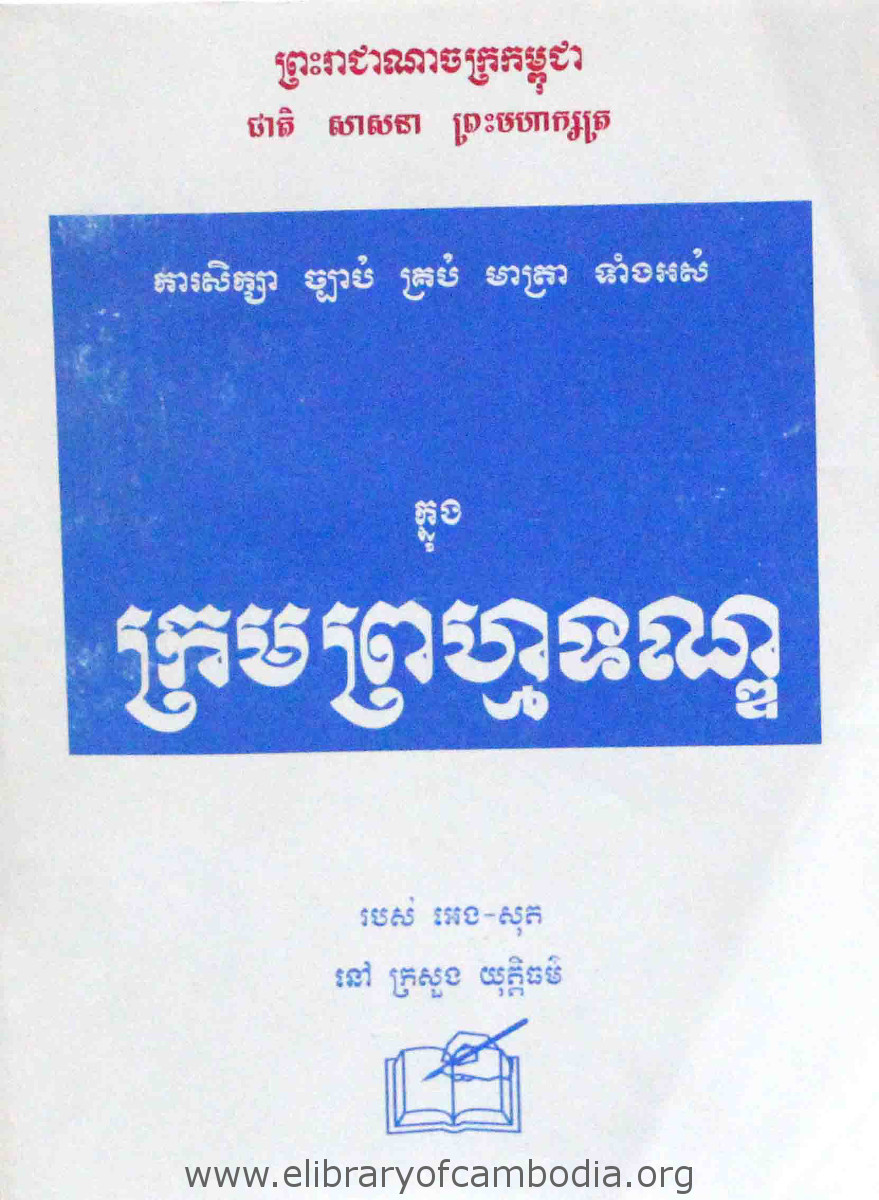 ព្រះរាជាណាចក្រកម្ពុជា
ជាតិ សាសនា ព្រះមហាក្សត្រ
ការសិក្សា ច្បាប់ គ្រប់ មាត្រា ទាំងអស់
ក្នុង
ក្រមព្រហ្មទណ្ឌ
របស់ អេង-សុត
នៅ ក្រសួង យុត្តិធម៌
www.elibraryofcambodia.org